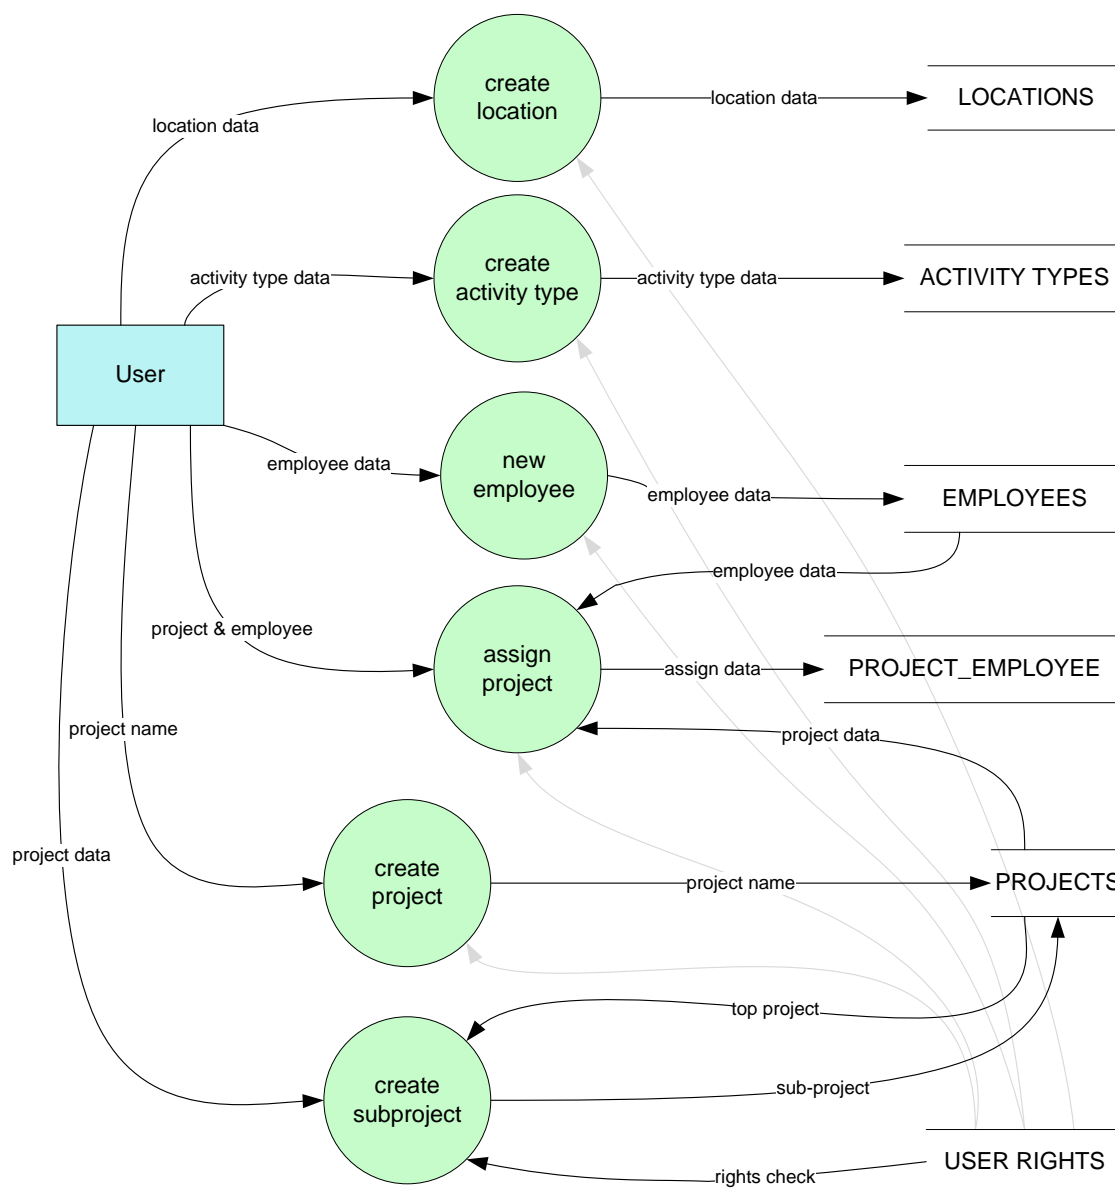 create
location
location data
LOCATIONS
location data
create
activity type
activity type data
activity type data
ACTIVITY TYPES
User
new
employee
employee data
employee data
EMPLOYEES
employee data
project & employee
assign
project
assign data
PROJECT_EMPLOYEE
project name
project data
project data
create
project
project name
PROJECTS
top project
create
subproject
sub-project
USER RIGHTS
rights check